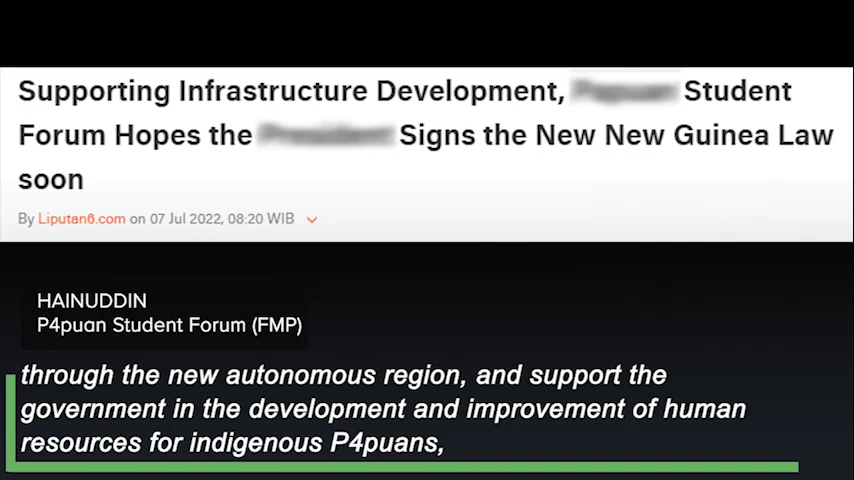 Supporting Infrastructure Development, Student
Forum Hopes the Signs the New New Guinea Law
soon
By Liputan6.com on 07 Jul 2022, 08:20 WIB
HAINUDDIN
P4puan Student Forum (FMP)
through the new autonomous region, and support the
government in the development and improvement of human
resources for indigenous P4puans,